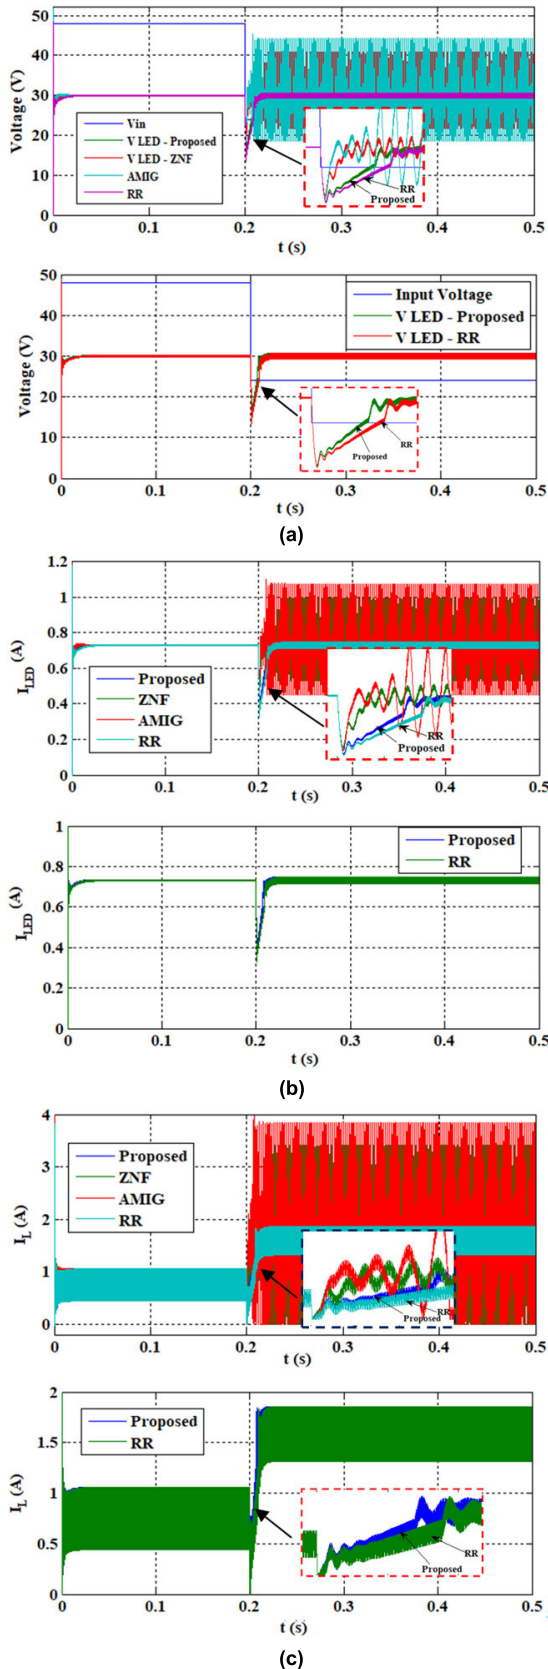 50
40
30
20
10
0
Voltage (V)
Vin
V LED - Proposed
V LED - ZNF
AMIG
RR
RR
Proposed
0 0.1 0.2 0.3 0.4 0.5
t (s)
50
40
30
20
10
0
Voltage (V)
Input Voltage
V LED - Proposed
V LED - RR
RR
Proposed
0 0.1 0.2 0.3 0.4 0.5
t (s)
(a)
1.2
1
0.8
0.6
0.4
0.2
0
I_LED (A)
Proposed
ZNF
AMIG
RR
RR
Proposed
0 0.1 0.2 0.3 0.4 0.5
t (s)
1
0.8
0.6
0.4
0.2
0
I_LED (A)
Proposed
RR
0 0.1 0.2 0.3 0.4 0.5
t (s)
(b)
4
3
2
1
0
I_L (A)
Proposed
ZNF
AMIG
RR
RR
Proposed
0 0.1 0.2 0.3 0.4 0.5
t (s)
2
1.5
1
0.5
0
I_L (A)
Proposed
RR
RR
Proposed
0 0.1 0.2 0.3 0.4 0.5
t (s)
(c)